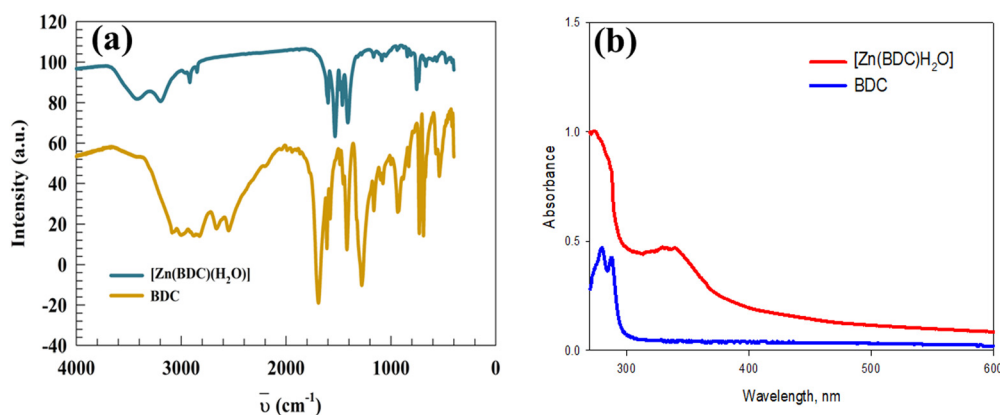 (a)
120
100
80
60
40
20
0
-20
-40
Intensity (a.u.)
[Zn(BDC)(H₂O)]
BDC
4000 3000 2000 1000 0
ῡ (cm⁻¹)
(b)
1.5
1.0
0.5
0.0
Absorbance
[Zn(BDC)H₂O]
BDC
300 400 500 600
Wavelength, nm